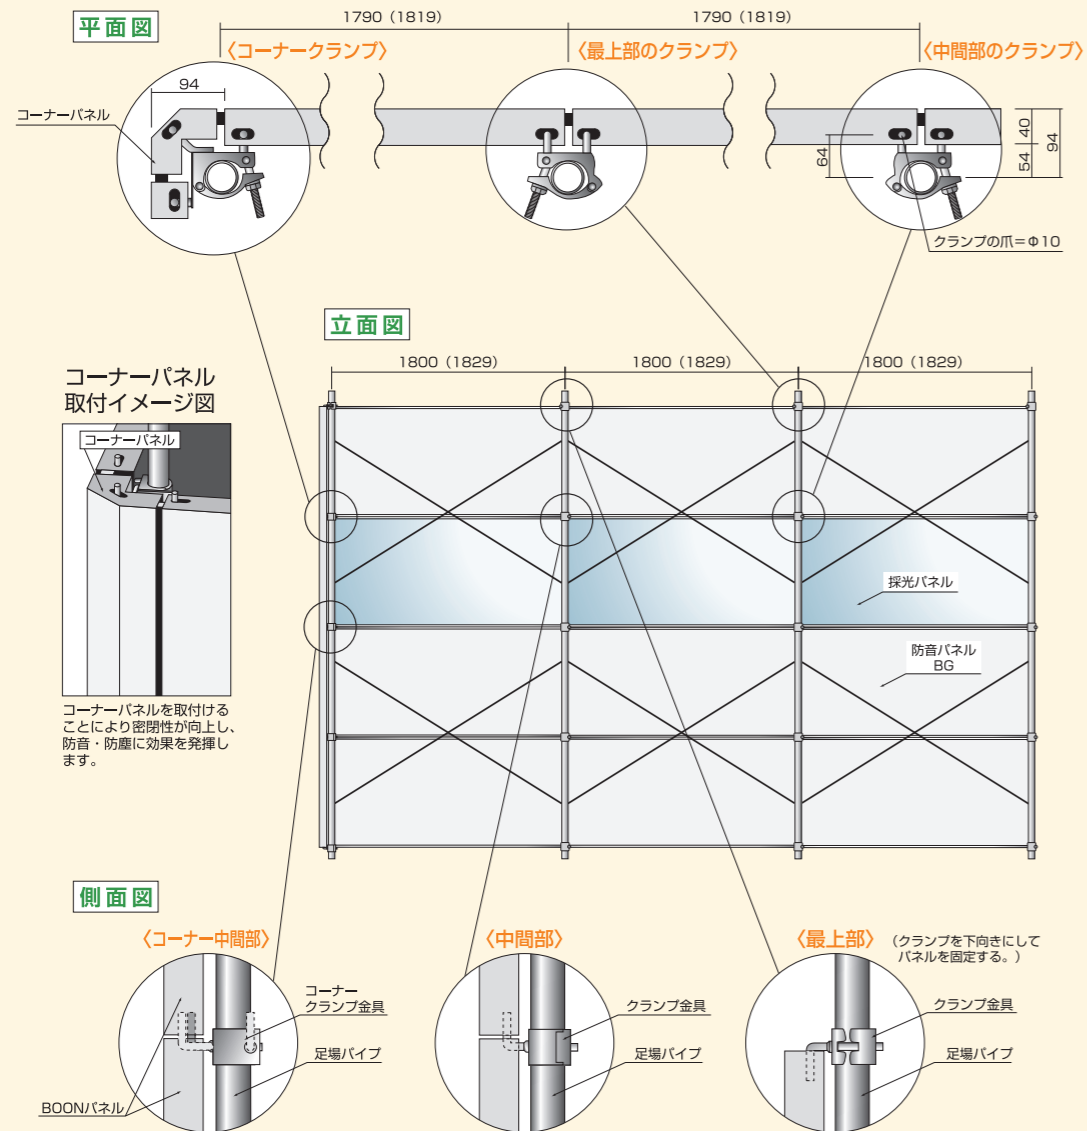 平面図
1790（1819）
1790（1819）
〈コーナークランプ〉
〈最上部のクランプ〉
〈中間部のクランプ〉
94
コーナーパネル
64
40
54
94
クランプの爪＝Φ10
立面図
1800（1829）
1800（1829）
1800（1829）
コーナーパネル
取付イメージ図
コーナーパネル
コーナーパネルを取付ける
ことにより密閉性が向上し、
防音・防塵に効果を発揮し
ます。
採光パネル
防音パネル
BG
側面図
〈コーナー中間部〉
コーナー
クランプ金具
足場パイプ
BOONパネル
〈中間部〉
クランプ金具
足場パイプ
〈最上部〉
（クランプを下向きにして
パネルを固定する。）
クランプ金具
足場パイプ